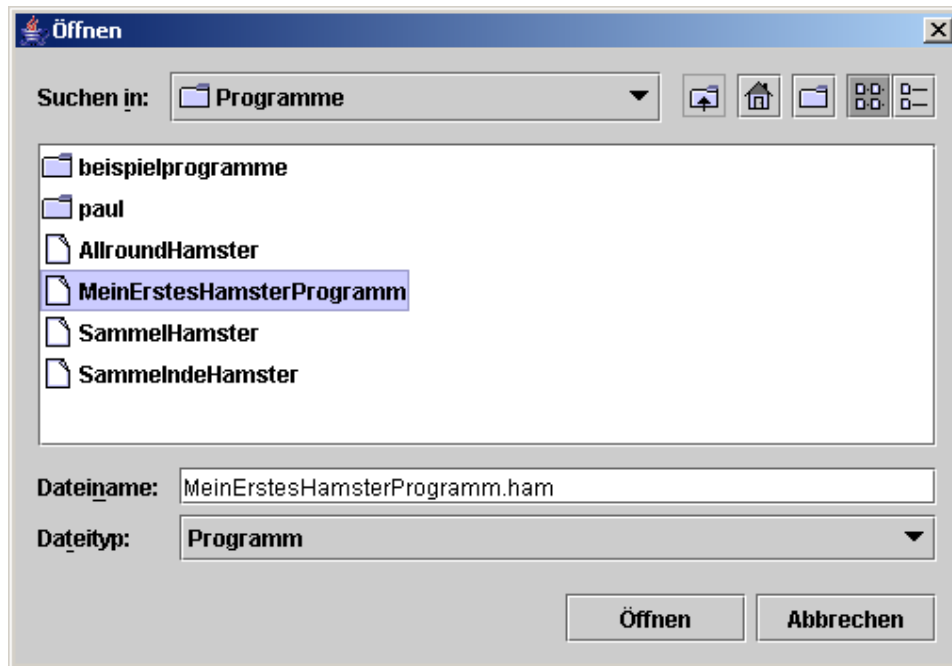 Öffnen
Suchen in: Programme
beispielprogramme
paul
AllroundHamster
MeinErstesHamsterProgramm
SammelHamster
SammelndeHamster
Dateiname: MeinErstesHamsterProgramm.ham
Dateityp: Programm
Öffnen Abbrechen